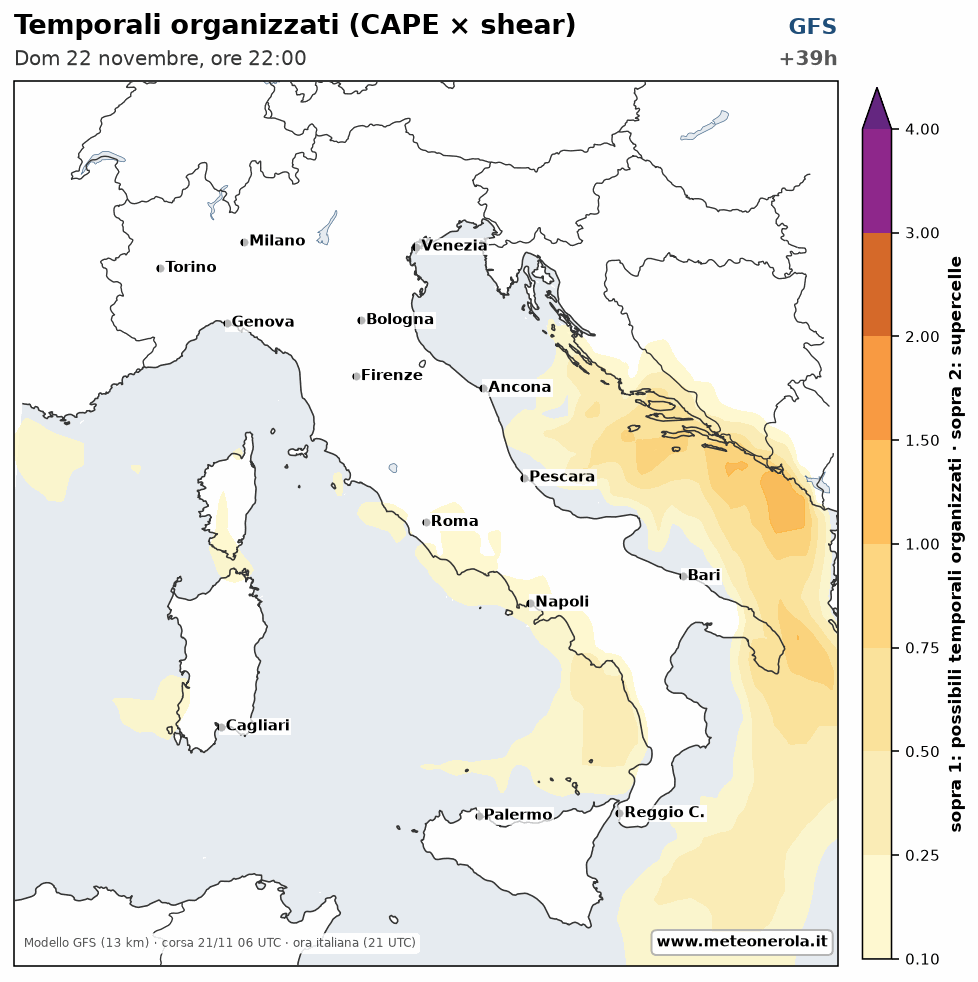 Temporali organizzati (CAPE × shear)
GFS
Dom 22 novembre, ore 22:00
+39h
Milano
Venezia
Torino
Genova
Bologna
Firenze
Ancona
Pescara
Roma
Bari
Napoli
Cagliari
Palermo
Reggio C.
Modello GFS (13 km) · corsa 21/11 06 UTC · ora italiana (21 UTC)
www.meteonerola.it
4.00
3.00
2.00
1.50
1.00
0.75
0.50
0.25
0.10
sopra 1: possibili temporali organizzati · sopra 2: supercelle